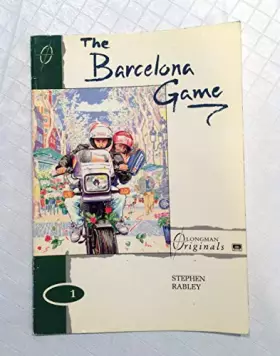 The
Barcelona
Game
LONGMAN
Originals
STEPHEN
RABLEY
1